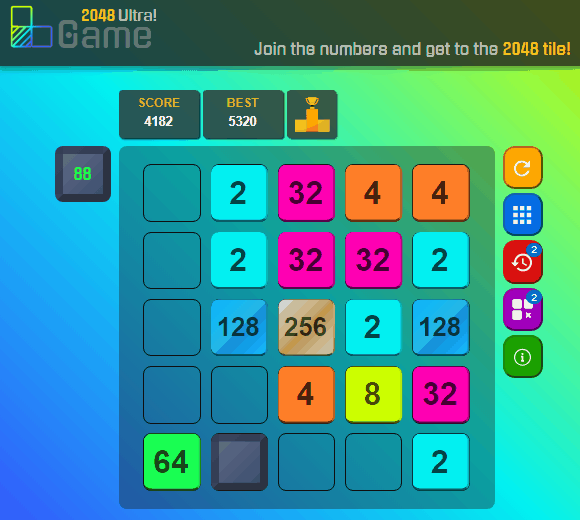 2048 Ultra!
Game
Join the numbers and get to the 2048 tile!
SCORE BEST
4182 5320
88
2 32 4 4
2 32 32 2
2
128 256 2 128
2
4 8 32
64 2